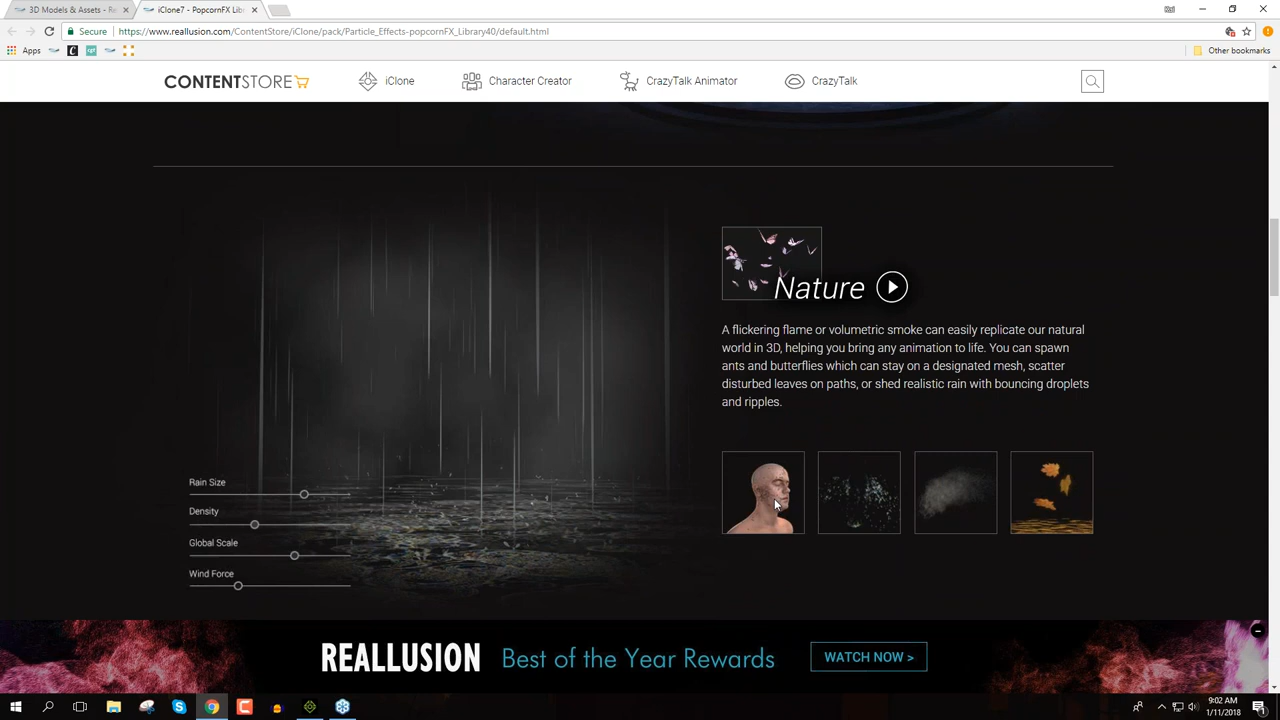 3D Models & Assets - Re
iClone7 - PopcornFX Lib
Secure
https://www.reallusion.com/ContentStore/iClone/pack/Particle_Effects-popcornFX_Library40/default.html
Apps
Other bookmarks
CONTENTSTORE
iClone
Character Creator
CrazyTalk Animator
CrazyTalk
Nature
A flickering flame or volumetric smoke can easily replicate our natural
world in 3D, helping you bring any animation to life. You can spawn
ants and butterflies which can stay on a designated mesh, scatter
disturbed leaves on paths, or shed realistic rain with bouncing droplets
and ripples.
Rain Size
Density
Global Scale
Wind Force
REALLUSION Best of the Year Rewards
WATCH NOW >
9:02 AM
1/11/2018